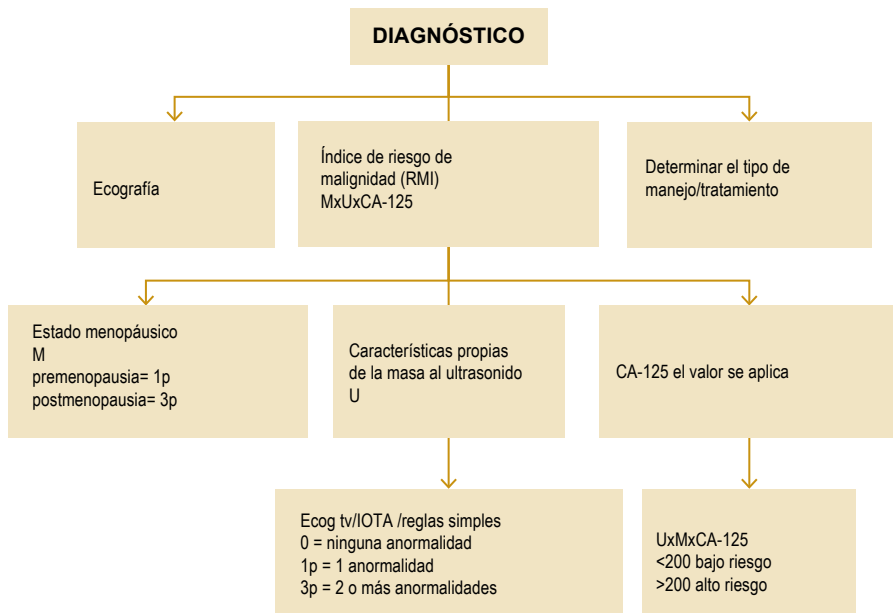 DIAGNÓSTICO
Ecografía
Índice de riesgo de
malignidad (RMI)
MxUxCA-125
Determinar el tipo de
manejo/tratamiento
Estado menopáusico
M
premenopausia= 1p
postmenopausia= 3p
Características propias
de la masa al ultrasonido
U
CA-125 el valor se aplica
Ecog tv/IOTA /reglas simples
0 = ninguna anormalidad
1p = 1 anormalidad
3p = 2 o más anormalidades
UxMxCA-125
<200 bajo riesgo
>200 alto riesgo